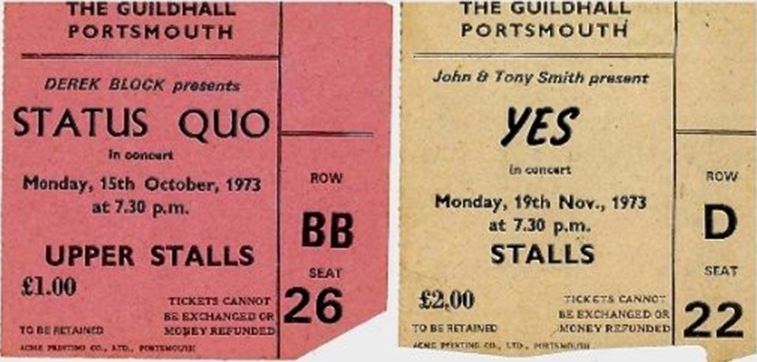 THE GUILDHALL
PORTSMOUTH
DEREK BLOCK presents
STATUS QUO
in concert
Monday, 15th October, 1973
at 7.30 p.m.
UPPER STALLS
£1.00
TICKETS CANNOT
BE EXCHANGED OR
TO BE RETAINED MONEY REFUNDED
ACME PRINTING CO., LTD., PORTSMOUTH
ROW
BB
SEAT
26
THE GUILDHALL
PORTSMOUTH
John & Tony Smith present
YES
in concert
Monday, 19th Nov., 1973
at 7.30 p.m.
STALLS
£2.00
TICKETS CANNOT
BE EXCHANGED OR
TO BE RETAINED MONEY REFUNDED
ACME PRINTING CO., LTD., PORTSMOUTH
ROW
D
SEAT
22